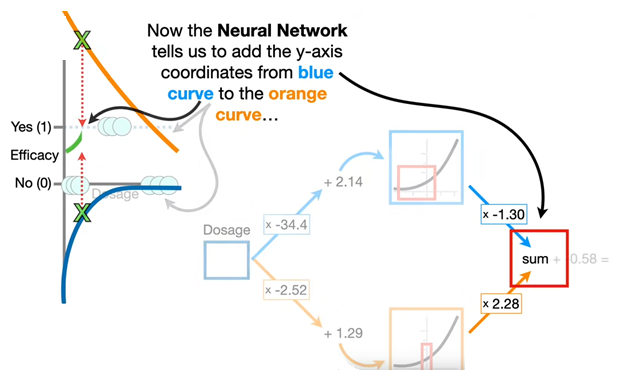 Now the Neural Network
tells us to add the y-axis
coordinates from blue
curve to the orange
curve…
Yes (1)
Efficacy
No (0)
Dosage
+ 2.14
x -34.4
x -1.30
Dosage
sum + 0.58 =
x -2.52
x 2.28
+ 1.29